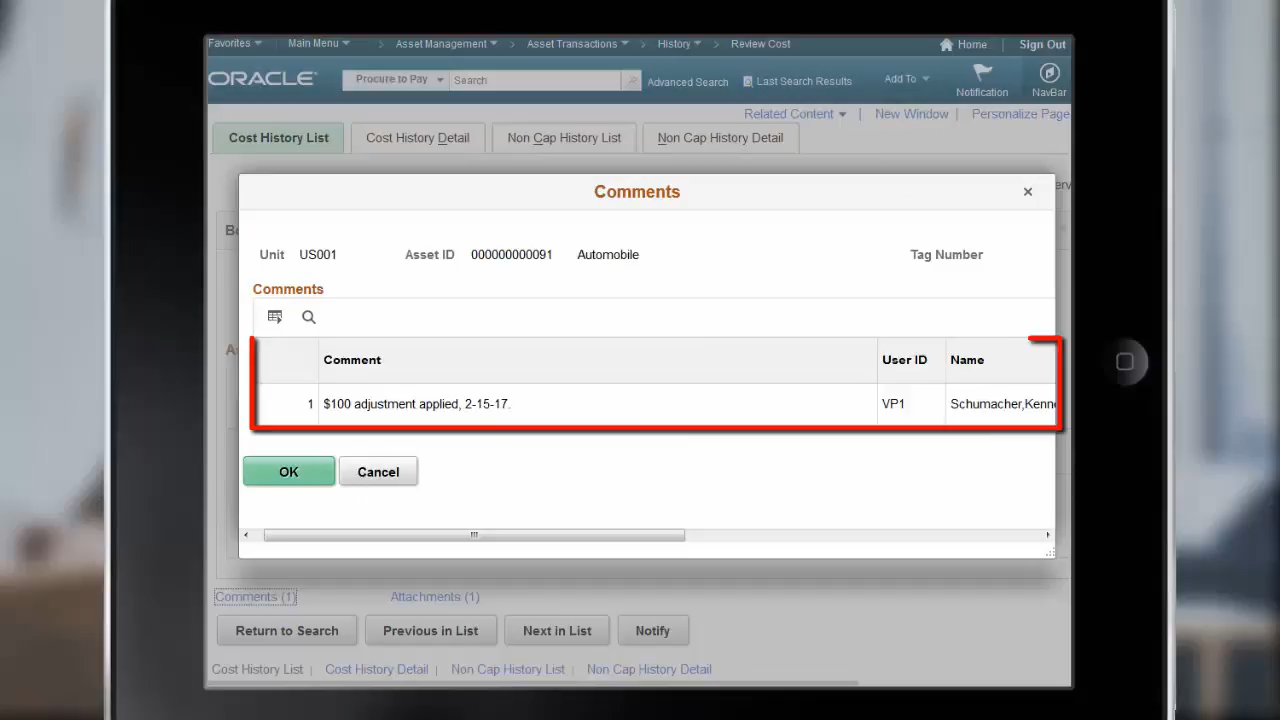 Favorites Main Menu > Asset Management > Asset Transactions > History > Review Cost Home Sign Out
ORACLE Procure to Pay Search Advanced Search Last Search Results Add To Notification NavBar
Related Content | New Window | Personalize Page
Cost History List Cost History Detail Non Cap History List Non Cap History Detail
Comments ×
Unit US001 Asset ID 000000000091 Automobile Tag Number
Comments
Comment User ID Name
1 $100 adjustment applied, 2-15-17. VP1 Schumacher,Kenne
OK Cancel
Comments (1) Attachments (1)
Return to Search Previous in List Next in List Notify
Cost History List | Cost History Detail | Non Cap History List | Non Cap History Detail